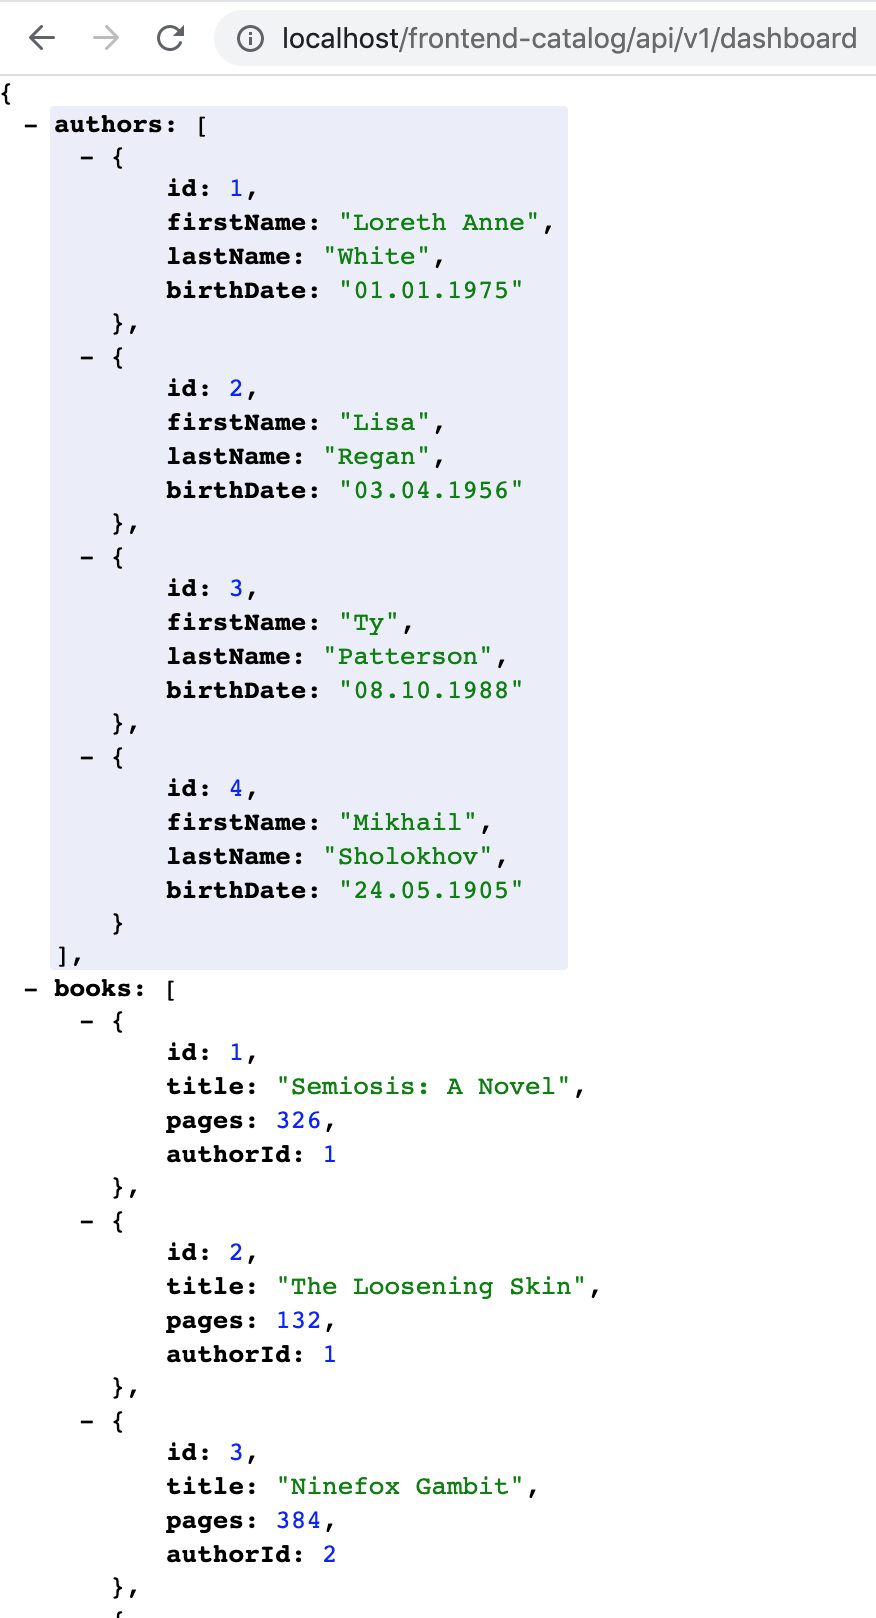 localhost/frontend-catalog/api/v1/dashboard
{
- authors: [
- {
id: 1,
firstName: "Loreth Anne",
lastName: "White",
birthDate: "01.01.1975"
},
- {
id: 2,
firstName: "Lisa",
lastName: "Regan",
birthDate: "03.04.1956"
},
- {
id: 3,
firstName: "Ty",
lastName: "Patterson",
birthDate: "08.10.1988"
},
- {
id: 4,
firstName: "Mikhail",
lastName: "Sholokhov",
birthDate: "24.05.1905"
}
],
- books: [
- {
id: 1,
title: "Semiosis: A Novel",
pages: 326,
authorId: 1
},
- {
id: 2,
title: "The Loosening Skin",
pages: 132,
authorId: 1
},
- {
id: 3,
title: "Ninefox Gambit",
pages: 384,
authorId: 2
},
{